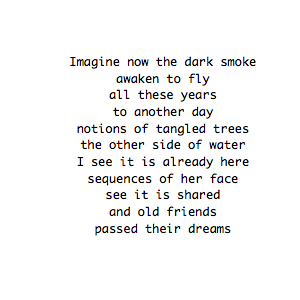 Imagine now the dark smoke
awaken to fly
all these years
to another day
notions of tangled trees
the other side of water
I see it is already here
sequences of her face
see it is shared
and old friends
passed their dreams